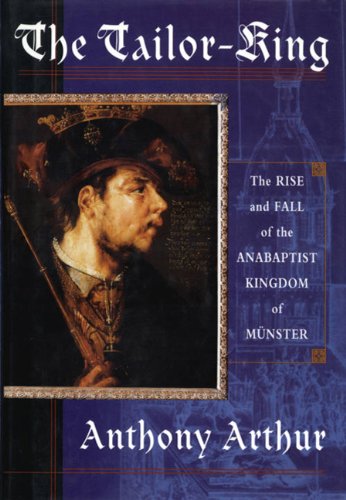 The Tailor-King
The RISE
and FALL
of the
ANABAPTIST
KINGDOM
of
MÜNSTER
Anthony Arthur